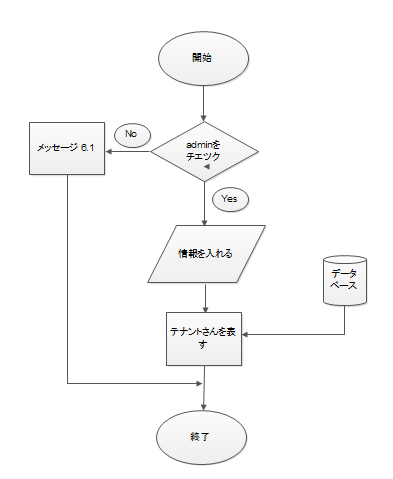 開始
adminを
チエツク
No
メッセージ 6.1
Yes
情報を入れる
データ
ベース
テナントさんを表
す
終了